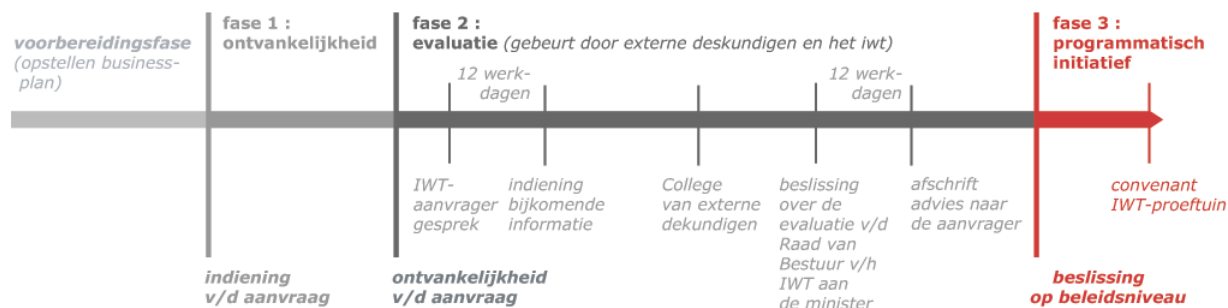 voorbereidingsfase
(opstellen business-
plan)
fase 1 :
ontvankelijkheid
fase 2 :
evaluatie (gebeurt door externe deskundigen en het iwt)
fase 3 :
programmatisch
initiatief
12 werk-
dagen
12 werk-
dagen
IWT-
aanvrager
gesprek
indiening
bijkomende
informatie
College
van externe
dekundigen
beslissing
over de
evaluatie v/d
Raad van
Bestuur v/h
IWT aan
de minister
afschrift
advies naar
de aanvrager
convenant
IWT-proeftuin
indiening
v/d aanvraag
ontvankelijkheid
v/d aanvraag
beslissing
op beleidsniveau